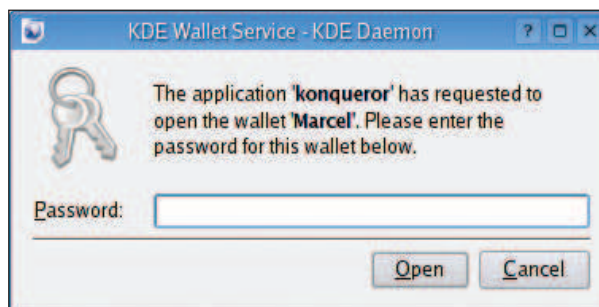 KDE Wallet Service - KDE Daemon
The application 'konqueror' has requested to
open the wallet 'Marcel'. Please enter the
password for this wallet below.
Password:
Open Cancel